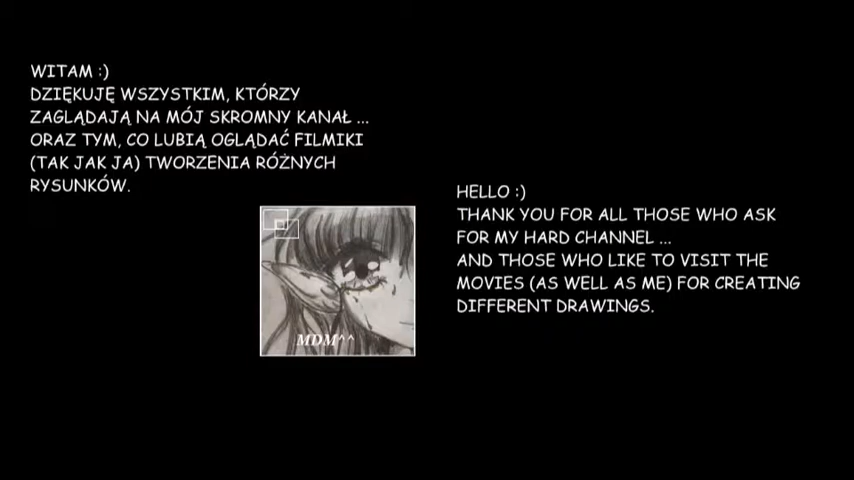 WITAM :)
DZIĘKUJĘ WSZYSTKIM, KTÓRZY
ZAGLĄDAJĄ NA MÓJ SKROMNY KANAŁ ...
ORAZ TYM, CO LUBIĄ OGLĄDAĆ FILMIKI
(TAK JAK JA) TWORZENIA RÓŻNYCH
RYSUNKÓW.
HELLO :)
THANK YOU FOR ALL THOSE WHO ASK
FOR MY HARD CHANNEL ...
AND THOSE WHO LIKE TO VISIT THE
MOVIES (AS WELL AS ME) FOR CREATING
DIFFERENT DRAWINGS.
MDM^^